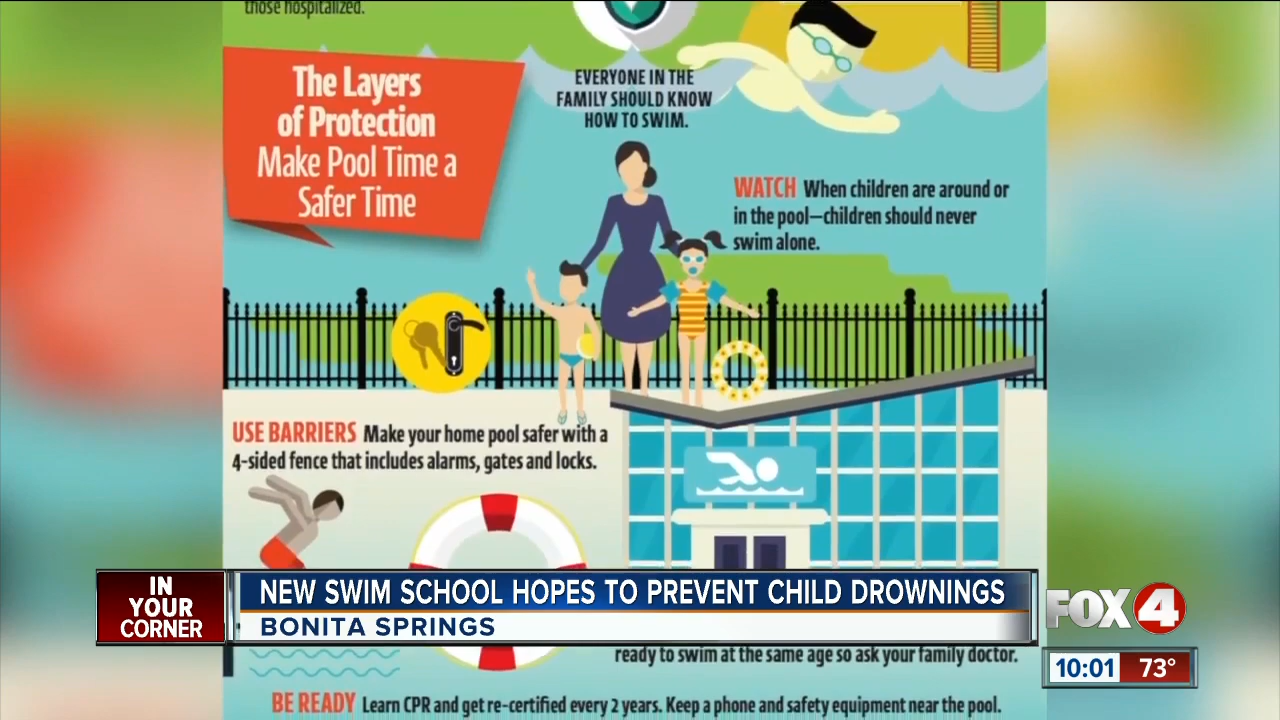 those hospitalized.
The Layers
of Protection
Make Pool Time a
Safer Time
EVERYONE IN THE
FAMILY SHOULD KNOW
HOW TO SWIM.
WATCH When children are around or
in the pool—children should never
swim alone.
USE BARRIERS Make your home pool safer with a
4-sided fence that includes alarms, gates and locks.
IN
YOUR
CORNER
NEW SWIM SCHOOL HOPES TO PREVENT CHILD DROWNINGS
BONITA SPRINGS
FOX 4
10:01 73°
ready to swim at the same age so ask your family doctor.
BE READY Learn CPR and get re-certified every 2 years. Keep a phone and safety equipment near the pool.